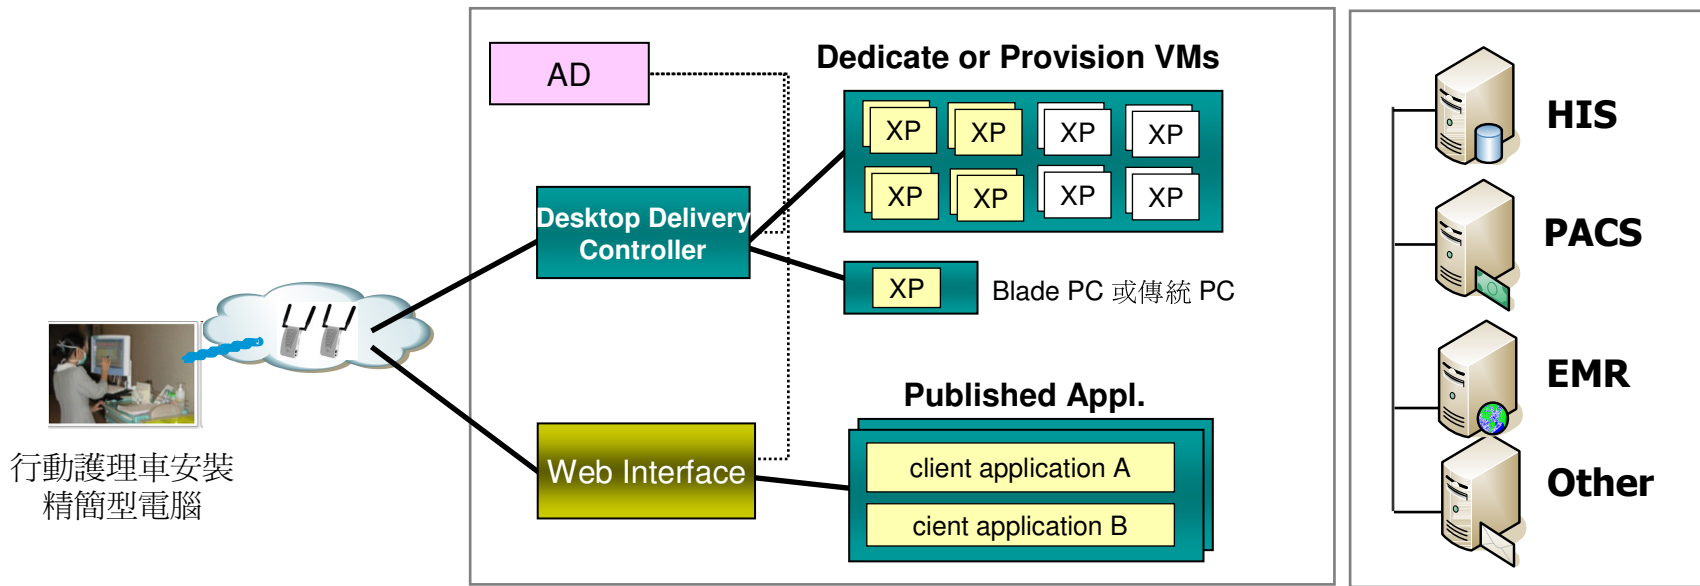 AD
Dedicate or Provision VMs
XP XP XP XP
XP XP XP XP
Desktop Delivery
Controller
XP
Blade PC 或傳統 PC
行動護理車安裝
精簡型電腦
Web Interface
Published Appl.
client application A
cient application B
HIS
PACS
EMR
Other